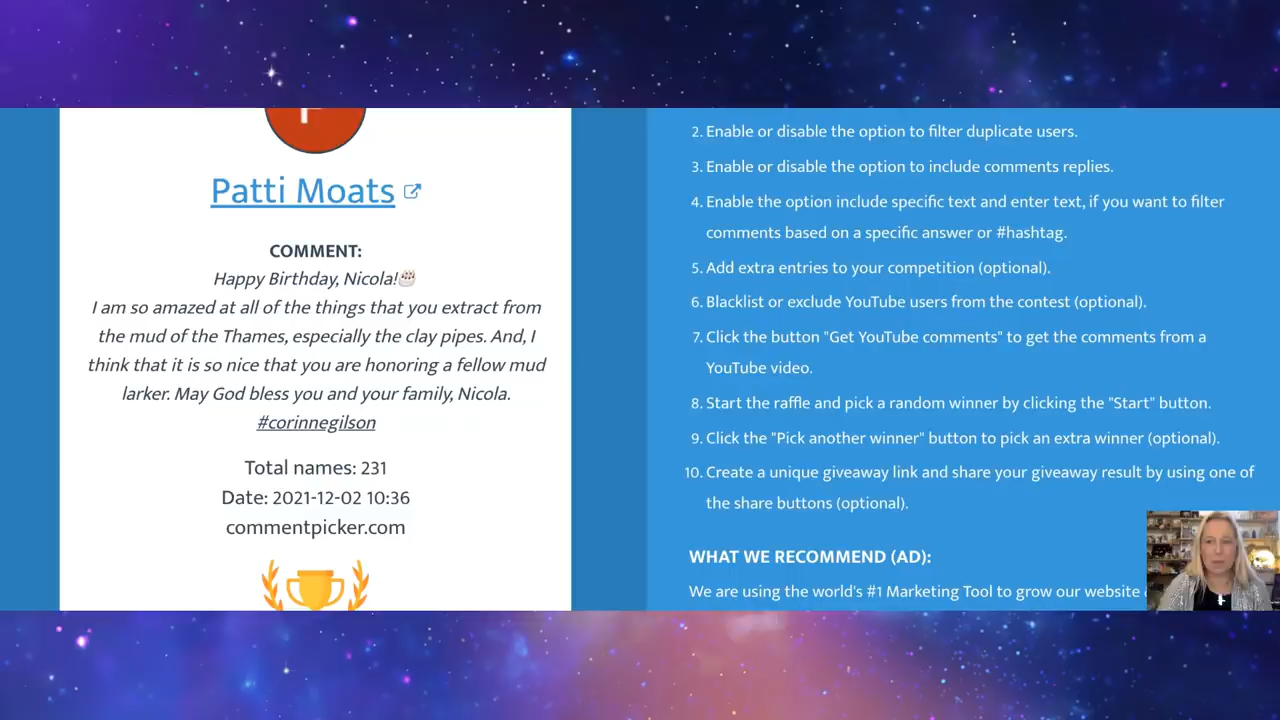 Patti Moats
COMMENT:
Happy Birthday, Nicola!🎂
I am so amazed at all of the things that you extract from
the mud of the Thames, especially the clay pipes. And, I
think that it is so nice that you are honoring a fellow mud
larker. May God bless you and your family, Nicola.
#corinnegilson
Total names: 231
Date: 2021-12-02 10:36
commentpicker.com
2. Enable or disable the option to filter duplicate users.
3. Enable or disable the option to include comments replies.
4. Enable the option include specific text and enter text, if you want to filter
comments based on a specific answer or #hashtag.
5. Add extra entries to your competition (optional).
6. Blacklist or exclude YouTube users from the contest (optional).
7. Click the button "Get YouTube comments" to get the comments from a
YouTube video.
8. Start the raffle and pick a random winner by clicking the "Start" button.
9. Click the "Pick another winner" button to pick an extra winner (optional).
10. Create a unique giveaway link and share your giveaway result by using one of
the share buttons (optional).
WHAT WE RECOMMEND (AD):
We are using the world's #1 Marketing Tool to grow our website